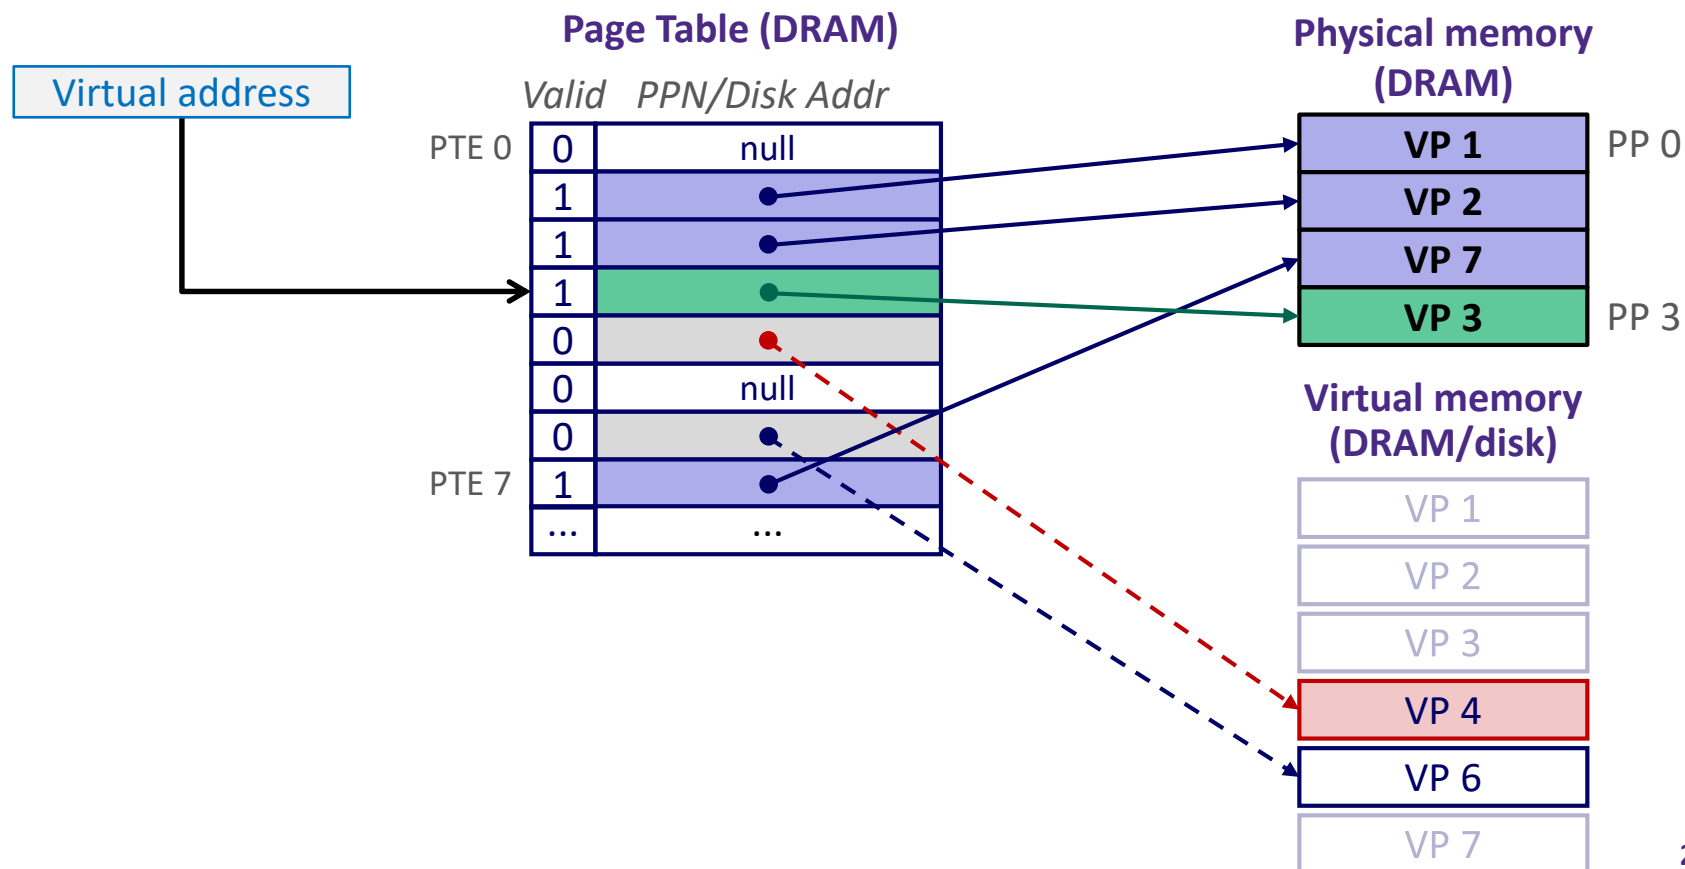 Page Table (DRAM)
Physical memory
(DRAM)
Virtual address
Valid PPN/Disk Addr
PTE 0 0 null
1
1
1
0
0 null
0
PTE 7 1
... ...
VP 1 PP 0
VP 2
VP 7
VP 3 PP 3
Virtual memory
(DRAM/disk)
VP 1
VP 2
VP 3
VP 4
VP 6
VP 7